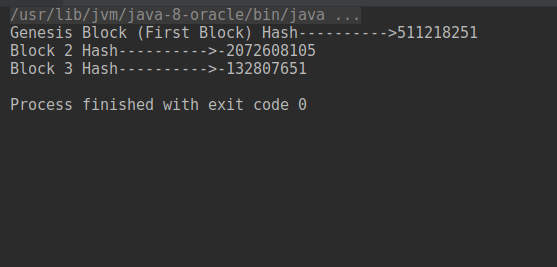 /usr/lib/jvm/java-8-oracle/bin/java ...
Genesis Block (First Block) Hash---------->511218251
Block 2 Hash---------->-2072608105
Block 3 Hash---------->-132807651
Process finished with exit code 0